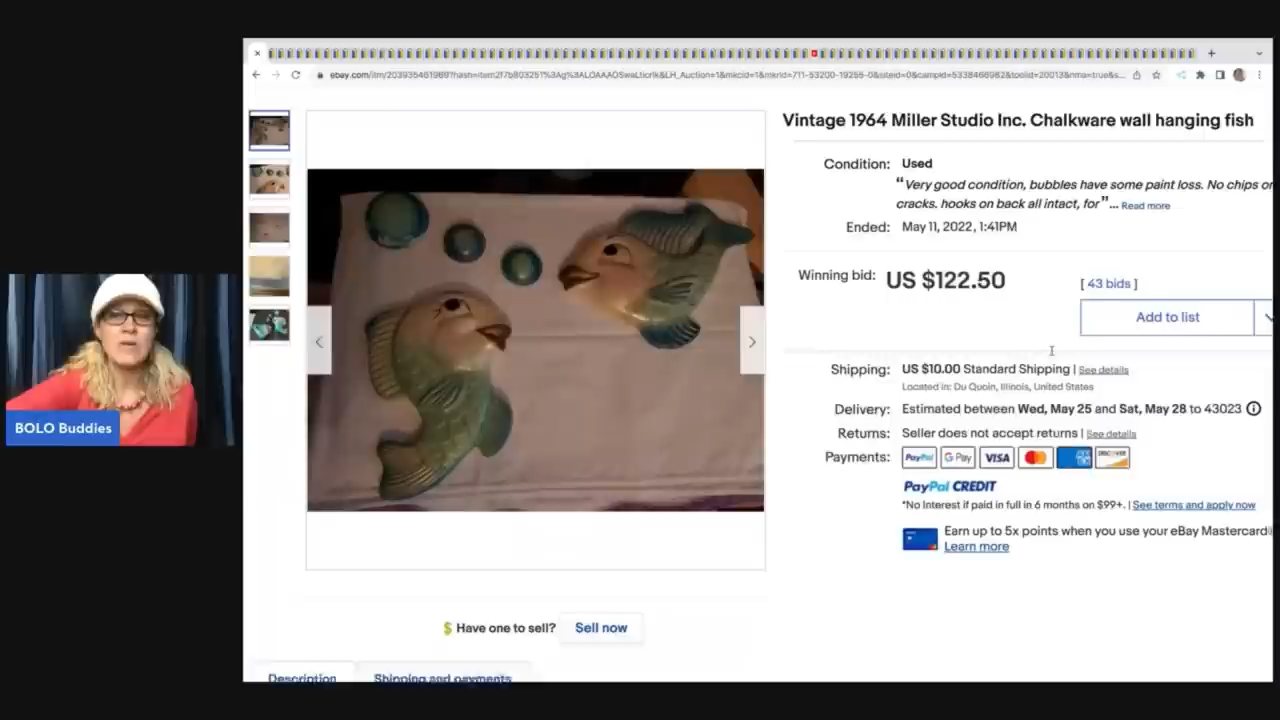 Vintage 1964 Miller Studio Inc. Chalkware wall hanging fish
Condition: Used
“Very good condition, bubbles have some paint loss. No chips or
cracks. hooks on back all intact, for”... Read more
Ended: May 11, 2022, 1:41PM
Winning bid: US $122.50 [ 43 bids ]
Add to list
Shipping: US $10.00 Standard Shipping | See details
Located in: Du Quoin, Illinois, United States
Delivery: Estimated between Wed, May 25 and Sat, May 28 to 43023
Returns: Seller does not accept returns | See details
Payments: PayPal G Pay VISA DISCOVER
PayPal CREDIT
*No Interest if paid in full in 6 months on $99+. | See terms and apply now
Earn up to 5x points when you use your eBay Mastercard
Learn more
BOLO Buddies
$ Have one to sell? Sell now
Description Shipping and payments